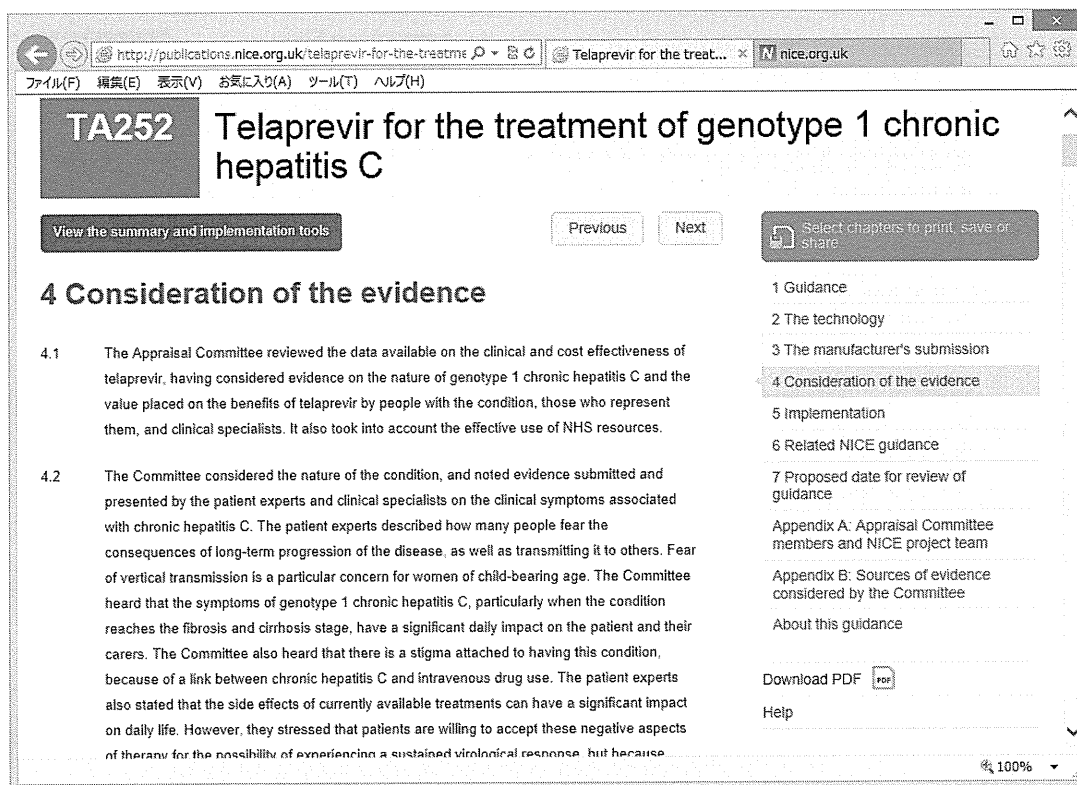 http://publications.nice.org.uk/telaprevir-for-the-treatme
Telaprevir for the treat...
nice.org.uk
ファイル(F) 編集(E) 表示(V) お気に入り(A) ツール(T) ヘルプ(H)
TA252
Telaprevir for the treatment of genotype 1 chronic
hepatitis C
View the summary and implementation tools
Previous
Next
Select chapters to print, save or
share
4 Consideration of the evidence
4.1 The Appraisal Committee reviewed the data available on the clinical and cost effectiveness of
telaprevir, having considered evidence on the nature of genotype 1 chronic hepatitis C and the
value placed on the benefits of telaprevir by people with the condition, those who represent
them, and clinical specialists. It also took into account the effective use of NHS resources.
4.2 The Committee considered the nature of the condition, and noted evidence submitted and
presented by the patient experts and clinical specialists on the clinical symptoms associated
with chronic hepatitis C. The patient experts described how many people fear the
consequences of long-term progression of the disease, as well as transmitting it to others. Fear
of vertical transmission is a particular concern for women of child-bearing age. The Committee
heard that the symptoms of genotype 1 chronic hepatitis C, particularly when the condition
reaches the fibrosis and cirrhosis stage, have a significant daily impact on the patient and their
carers. The Committee also heard that there is a stigma attached to having this condition,
because of a link between chronic hepatitis C and intravenous drug use. The patient experts
also stated that the side effects of currently available treatments can have a significant impact
on daily life. However, they stressed that patients are willing to accept these negative aspects
of therapy for the possibility of experiencing a sustained virological response, but because
1 Guidance
2 The technology
3 The manufacturer's submission
4 Consideration of the evidence
5 Implementation
6 Related NICE guidance
7 Proposed date for review of
guidance
Appendix A: Appraisal Committee
members and NICE project team
Appendix B: Sources of evidence
considered by the Committee
About this guidance
Download PDF
PDF
Help
100%